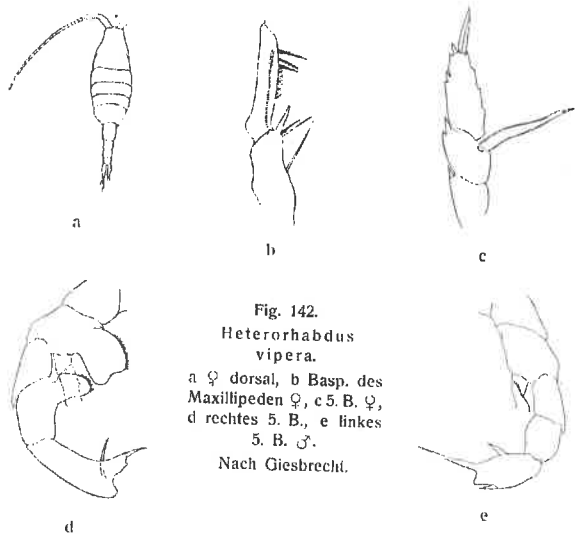 a
b
c
Fig. 142.
Heterorhabdus
vipera.
a ♀ dorsal, b Basp. des
Maxillipeden ♀, c 5. B. ♀,
d rechtes 5. B., e linkes
5. B. ♂.
Nach Giesbrecht.
d
e